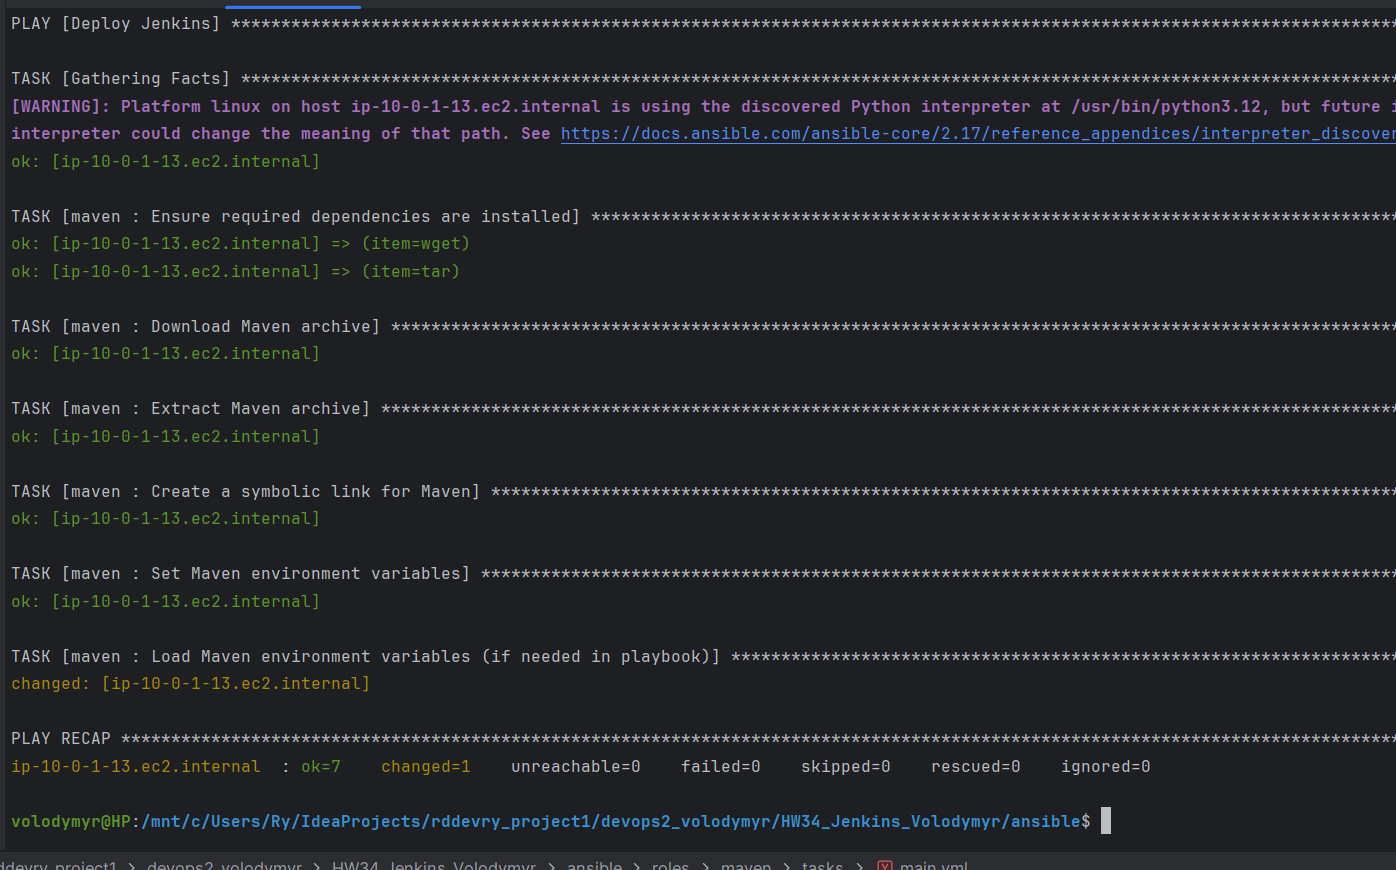 PLAY [Deploy Jenkins] *********************************************************************************************************************
TASK [Gathering Facts] ********************************************************************************************************************
[WARNING]: Platform linux on host ip-10-0-1-13.ec2.internal is using the discovered Python interpreter at /usr/bin/python3.12, but future
interpreter could change the meaning of that path. See https://docs.ansible.com/ansible-core/2.17/reference_appendices/interpreter_discover
ok: [ip-10-0-1-13.ec2.internal]
TASK [maven : Ensure required dependencies are installed] *********************************************************************************
ok: [ip-10-0-1-13.ec2.internal] => (item=wget)
ok: [ip-10-0-1-13.ec2.internal] => (item=tar)
TASK [maven : Download Maven archive] *****************************************************************************************************
ok: [ip-10-0-1-13.ec2.internal]
TASK [maven : Extract Maven archive] ******************************************************************************************************
ok: [ip-10-0-1-13.ec2.internal]
TASK [maven : Create a symbolic link for Maven] *******************************************************************************************
ok: [ip-10-0-1-13.ec2.internal]
TASK [maven : Set Maven environment variables] ********************************************************************************************
ok: [ip-10-0-1-13.ec2.internal]
TASK [maven : Load Maven environment variables (if needed in playbook)] *******************************************************************
changed: [ip-10-0-1-13.ec2.internal]
PLAY RECAP ********************************************************************************************************************************
ip-10-0-1-13.ec2.internal  : ok=7    changed=1    unreachable=0    failed=0    skipped=0    rescued=0    ignored=0
volodymyr@HP:/mnt/c/Users/Ry/IdeaProjects/rddevry_project1/devops2_volodymyr/HW34_Jenkins_Volodymyr/ansible$
ddevry_project1 > devops2_volodymyr > HW34_Jenkins_Volodymyr > ansible > roles > maven > tasks > Y main.yml